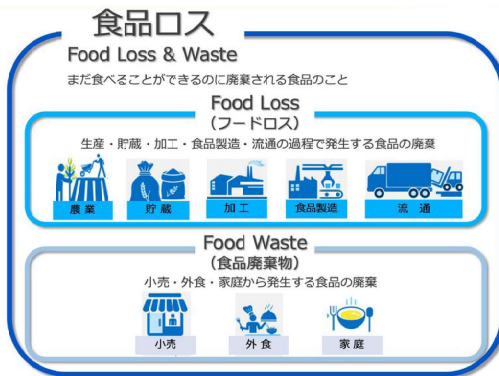 食品ロス
Food Loss & Waste
まだ食べることができるのに廃棄される食品のこと
Food Loss
(フードロス)
生産・貯蔵・加工・食品製造・流通の過程で発生する食品の廃棄
農業 貯蔵 加工 食品製造 流通
Food Waste
(食品廃棄物)
小売・外食・家庭から発生する食品の廃棄
小売 外食 家庭